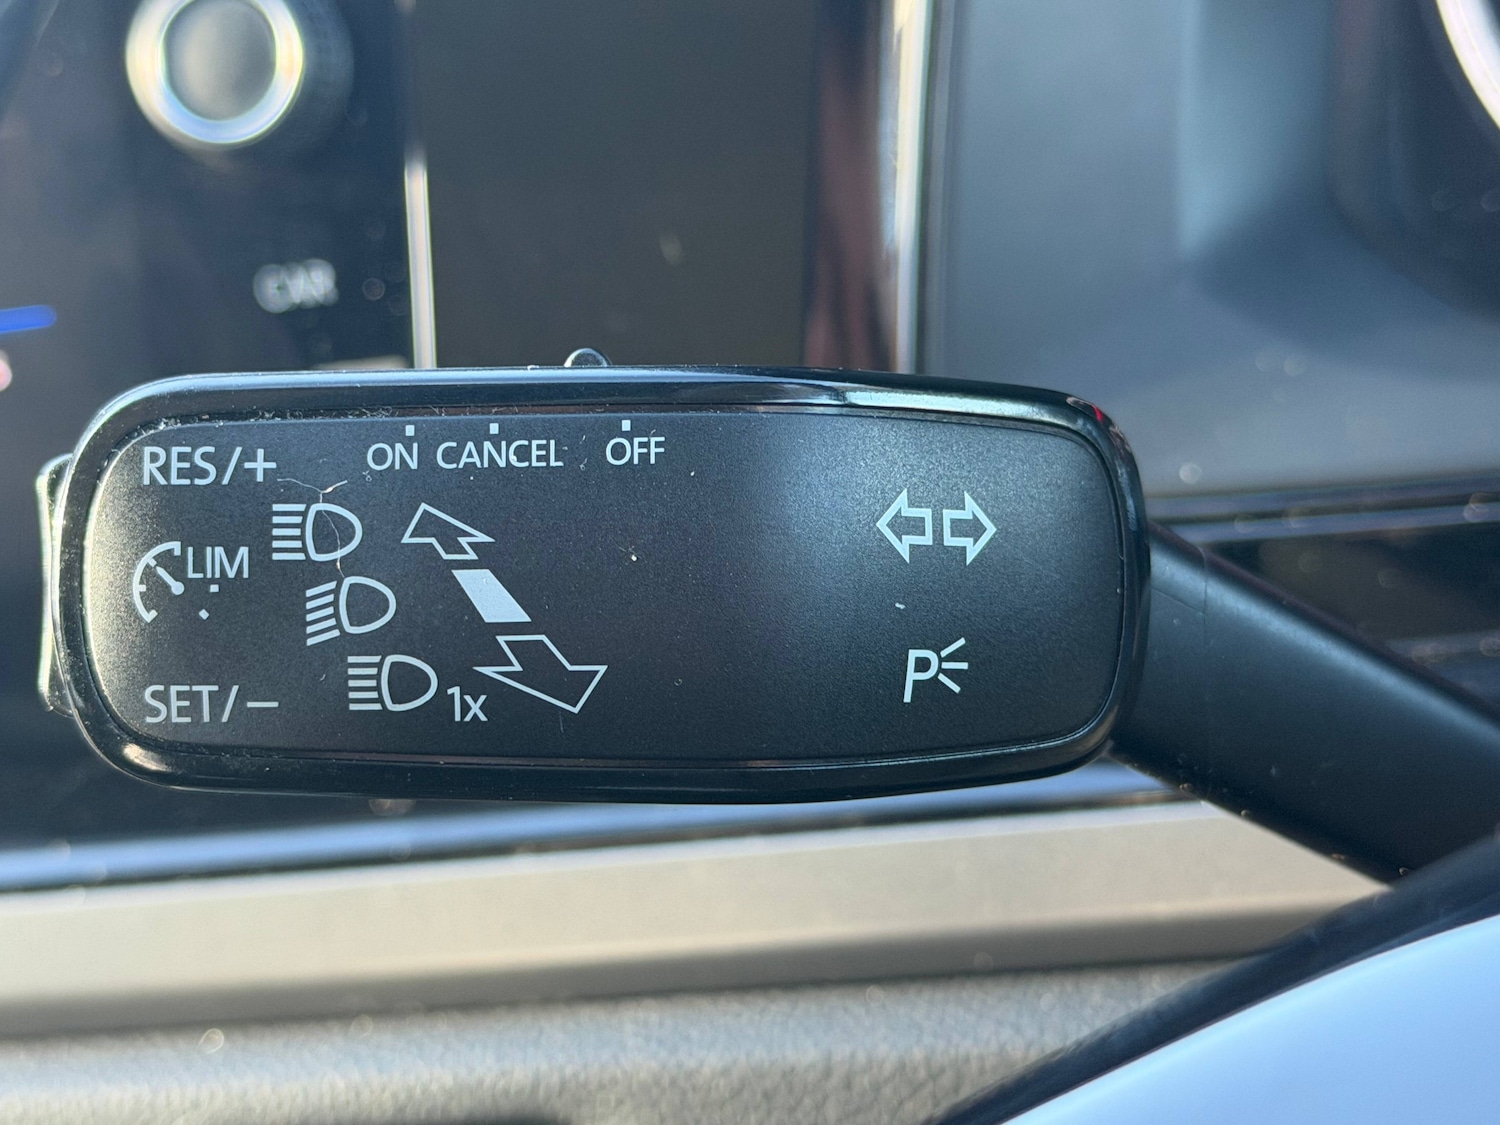 RES/+ ON CANCEL OFF
LIM
SET/− 1x
P